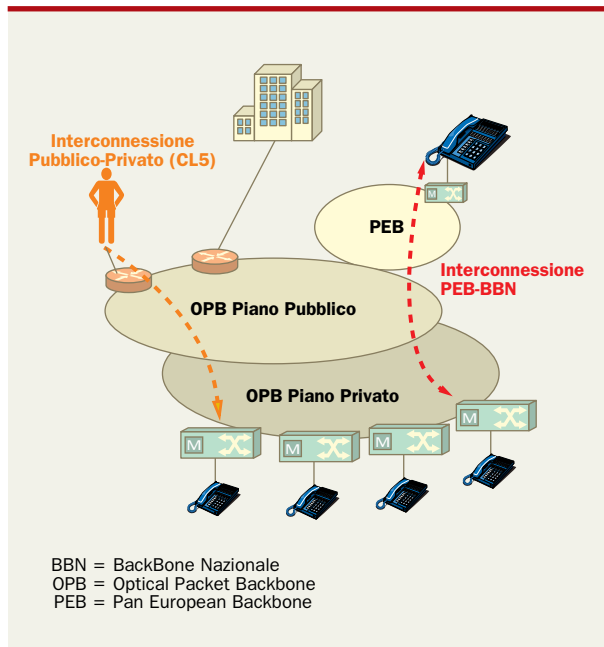 Interconnessione
Pubblico-Privato (CL5)
M
PEB
Interconnessione
PEB-BBN
OPB Piano Pubblico
OPB Piano Privato
M
M
M
M
BBN = BackBone Nazionale
OPB = Optical Packet Backbone
PEB = Pan European Backbone